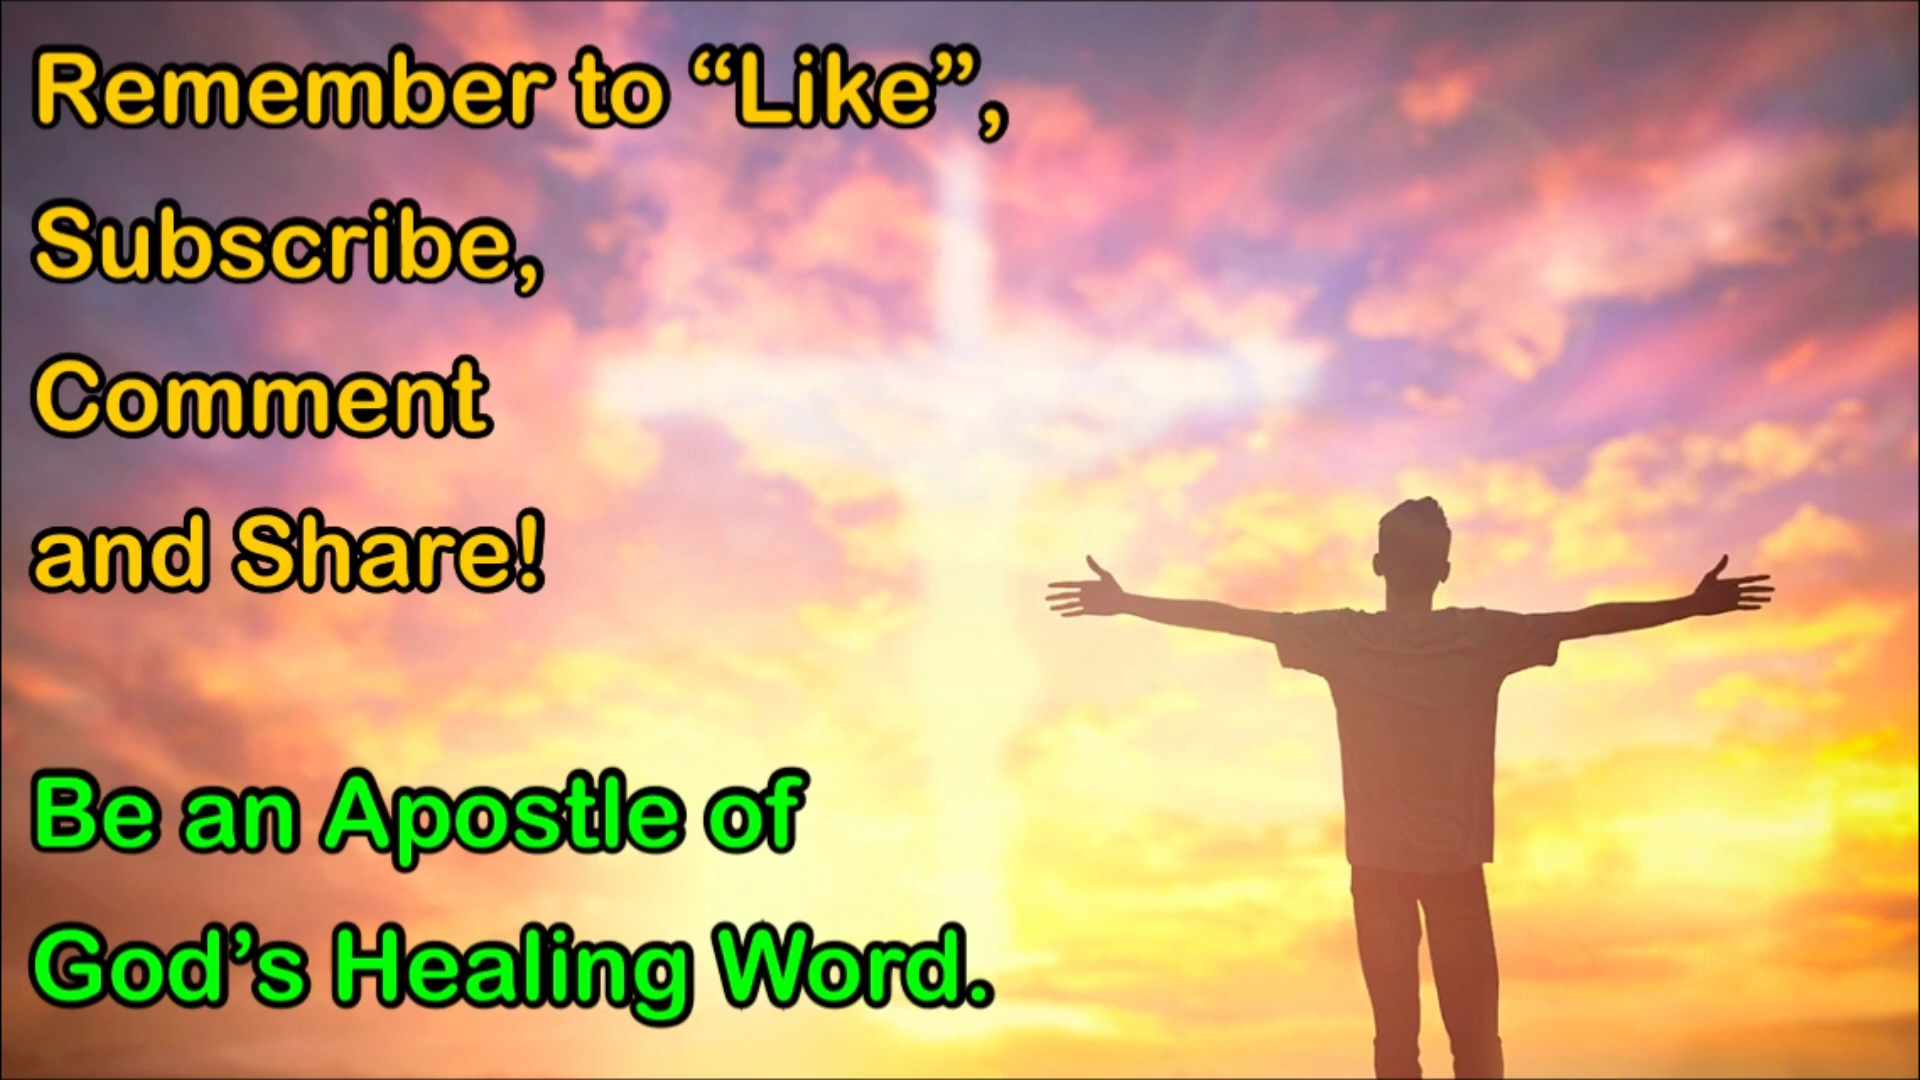 Remember to “Like”,
Subscribe,
Comment
and Share!
Be an Apostle of
God’s Healing Word.